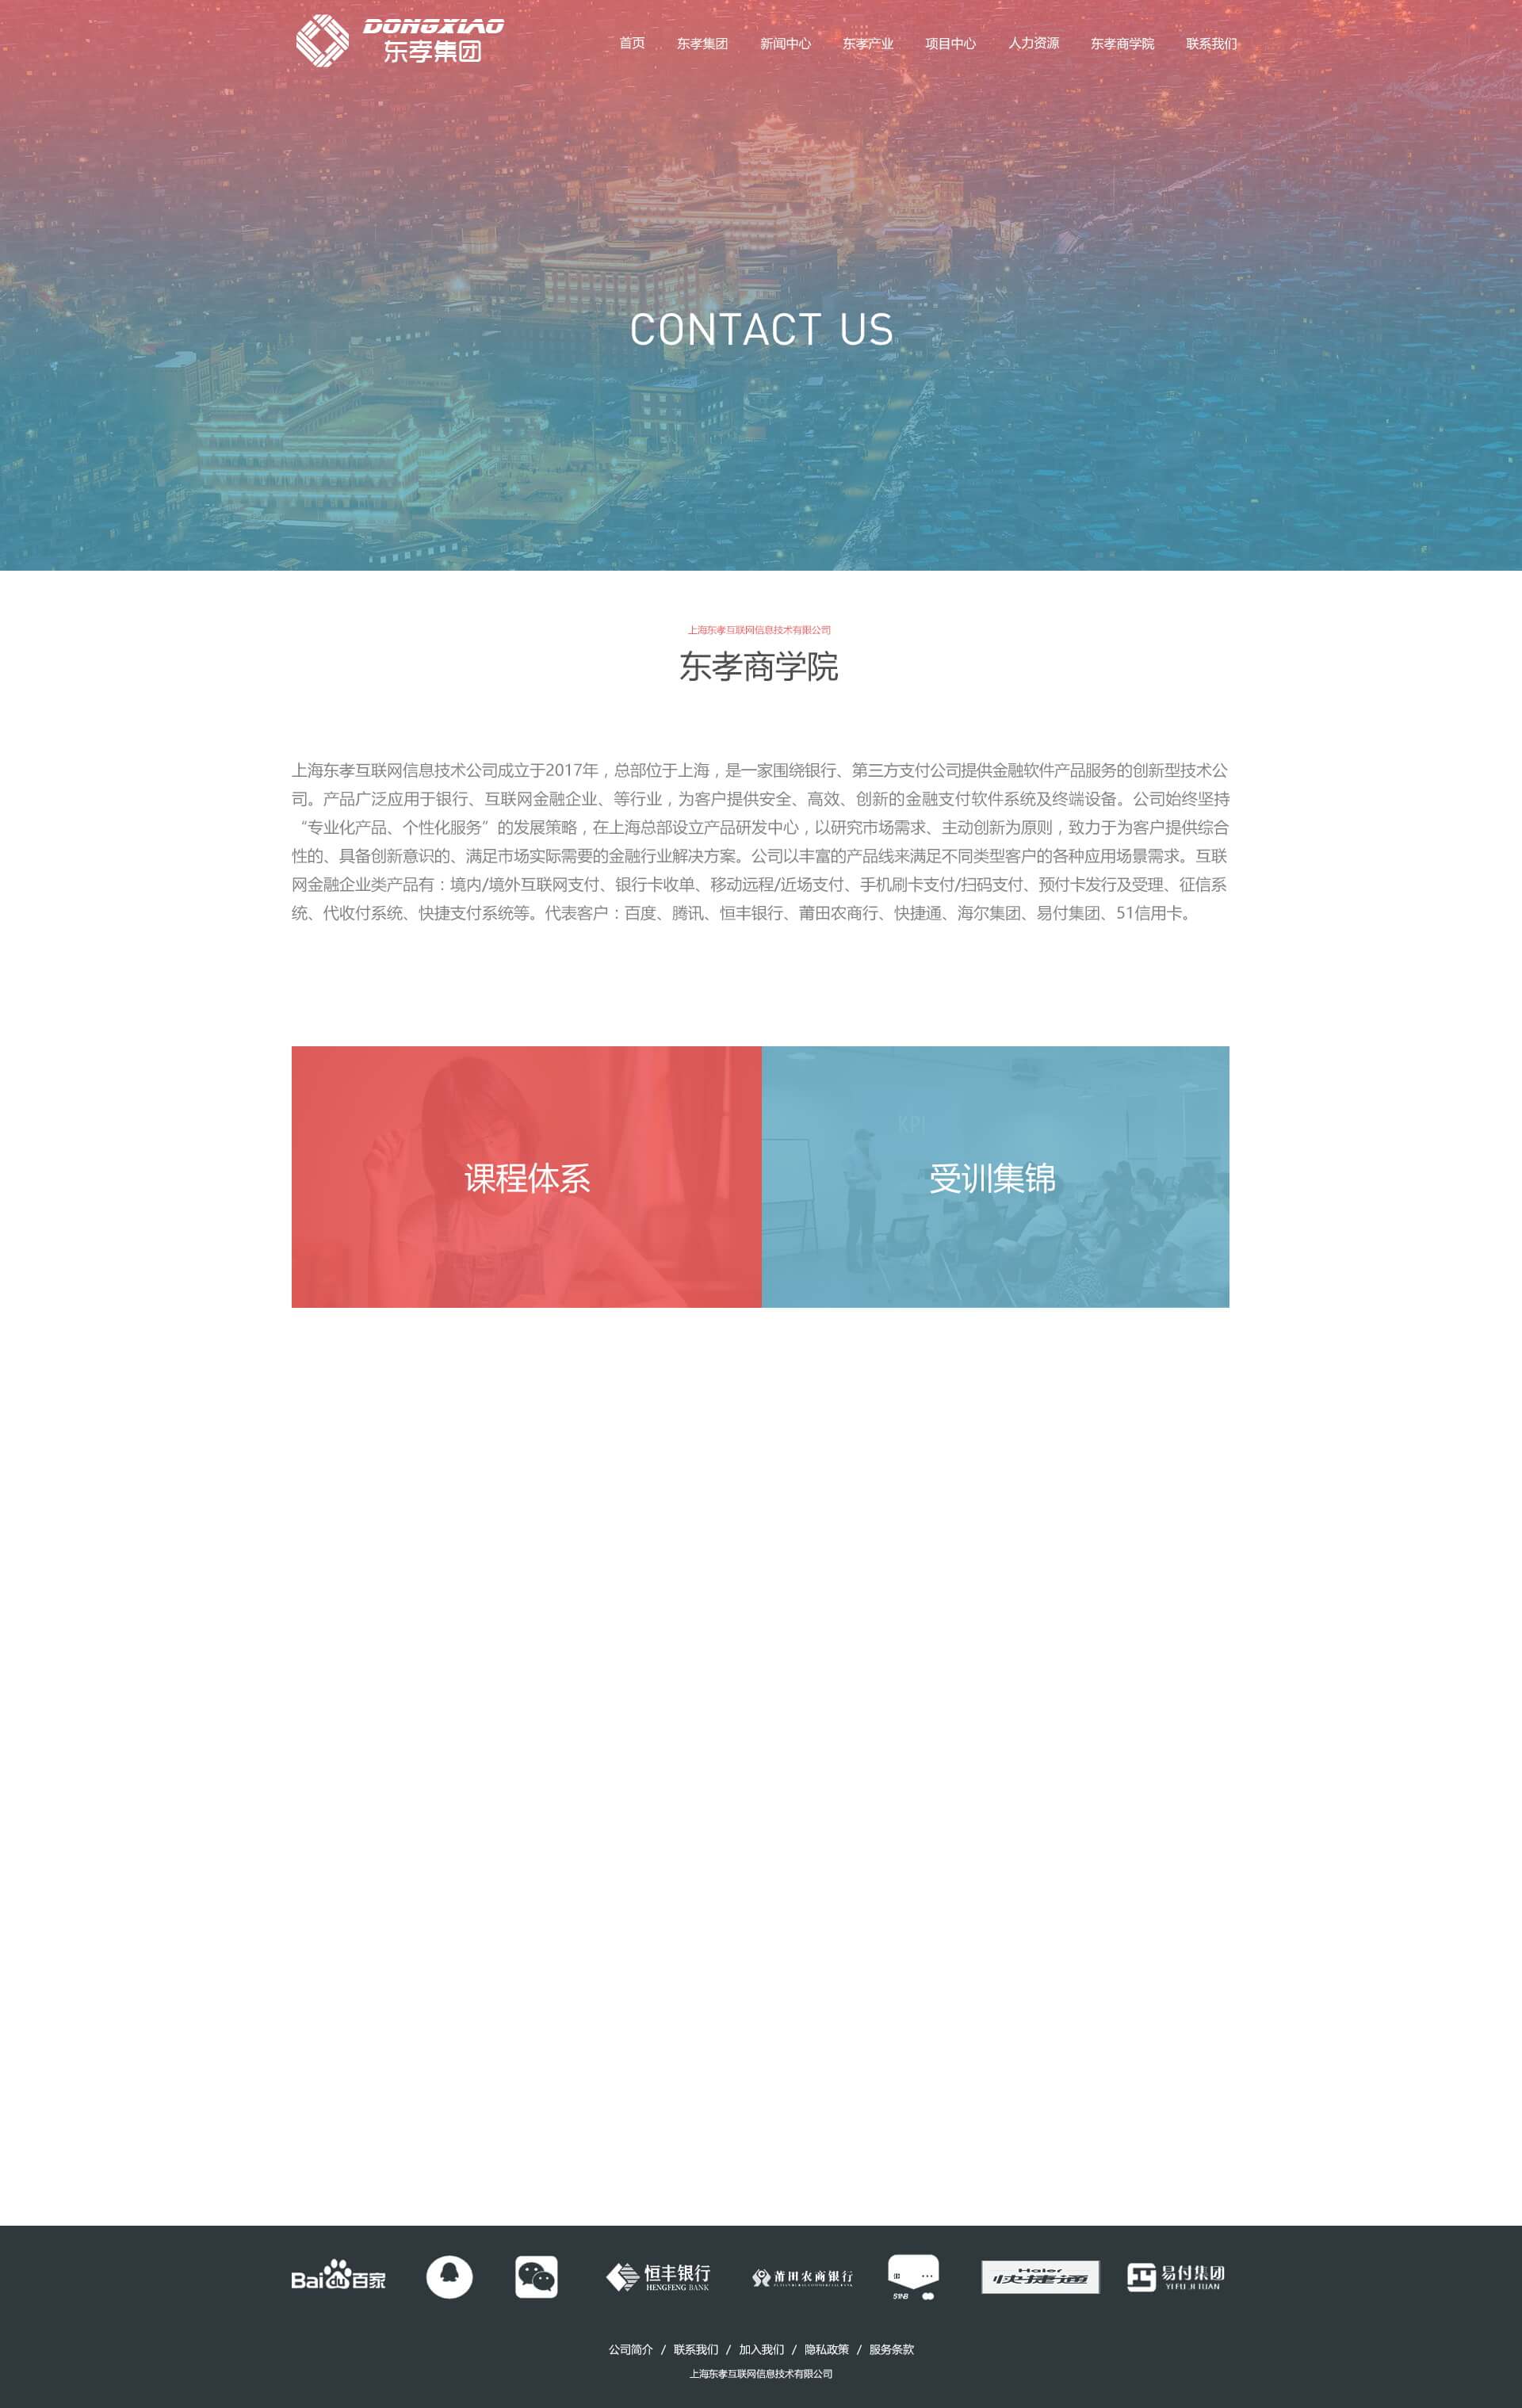 DONGXIAO
东孝集团
首页 东孝集团 新闻中心 东孝产业 项目中心 人力资源 东孝商学院 联系我们
CONTACT US
上海东孝互联网信息技术有限公司
东孝商学院
上海东孝互联网信息技术公司成立于2017年，总部位于上海，是一家围绕银行、第三方支付公司提供金融软件产品服务的创新型技术公
司。产品广泛应用于银行、互联网金融企业、等行业，为客户提供安全、高效、创新的金融支付软件系统及终端设备。公司始终坚持
“专业化产品、个性化服务”的发展策略，在上海总部设立产品研发中心，以研究市场需求、主动创新为原则，致力于为客户提供综合
性的、具备创新意识的、满足市场实际需要的金融行业解决方案。公司以丰富的产品线来满足不同类型客户的各种应用场景需求。互联
网金融企业类产品有：境内/境外互联网支付、银行卡收单、移动远程/近场支付、手机刷卡支付/扫码支付、预付卡发行及受理、征信系
统、代收付系统、快捷支付系统等。代表客户：百度、腾讯、恒丰银行、莆田农商行、快捷通、海尔集团、易付集团、51信用卡。
KPI
课程体系 受训集锦
Bai du 百家
恒丰银行
HENGFENG BANK
莆田农商银行
Haier
快捷通
易付集团
YI FU JI TUAN
公司简介 / 联系我们 / 加入我们 / 隐私政策 / 服务条款
上海东孝互联网信息技术有限公司